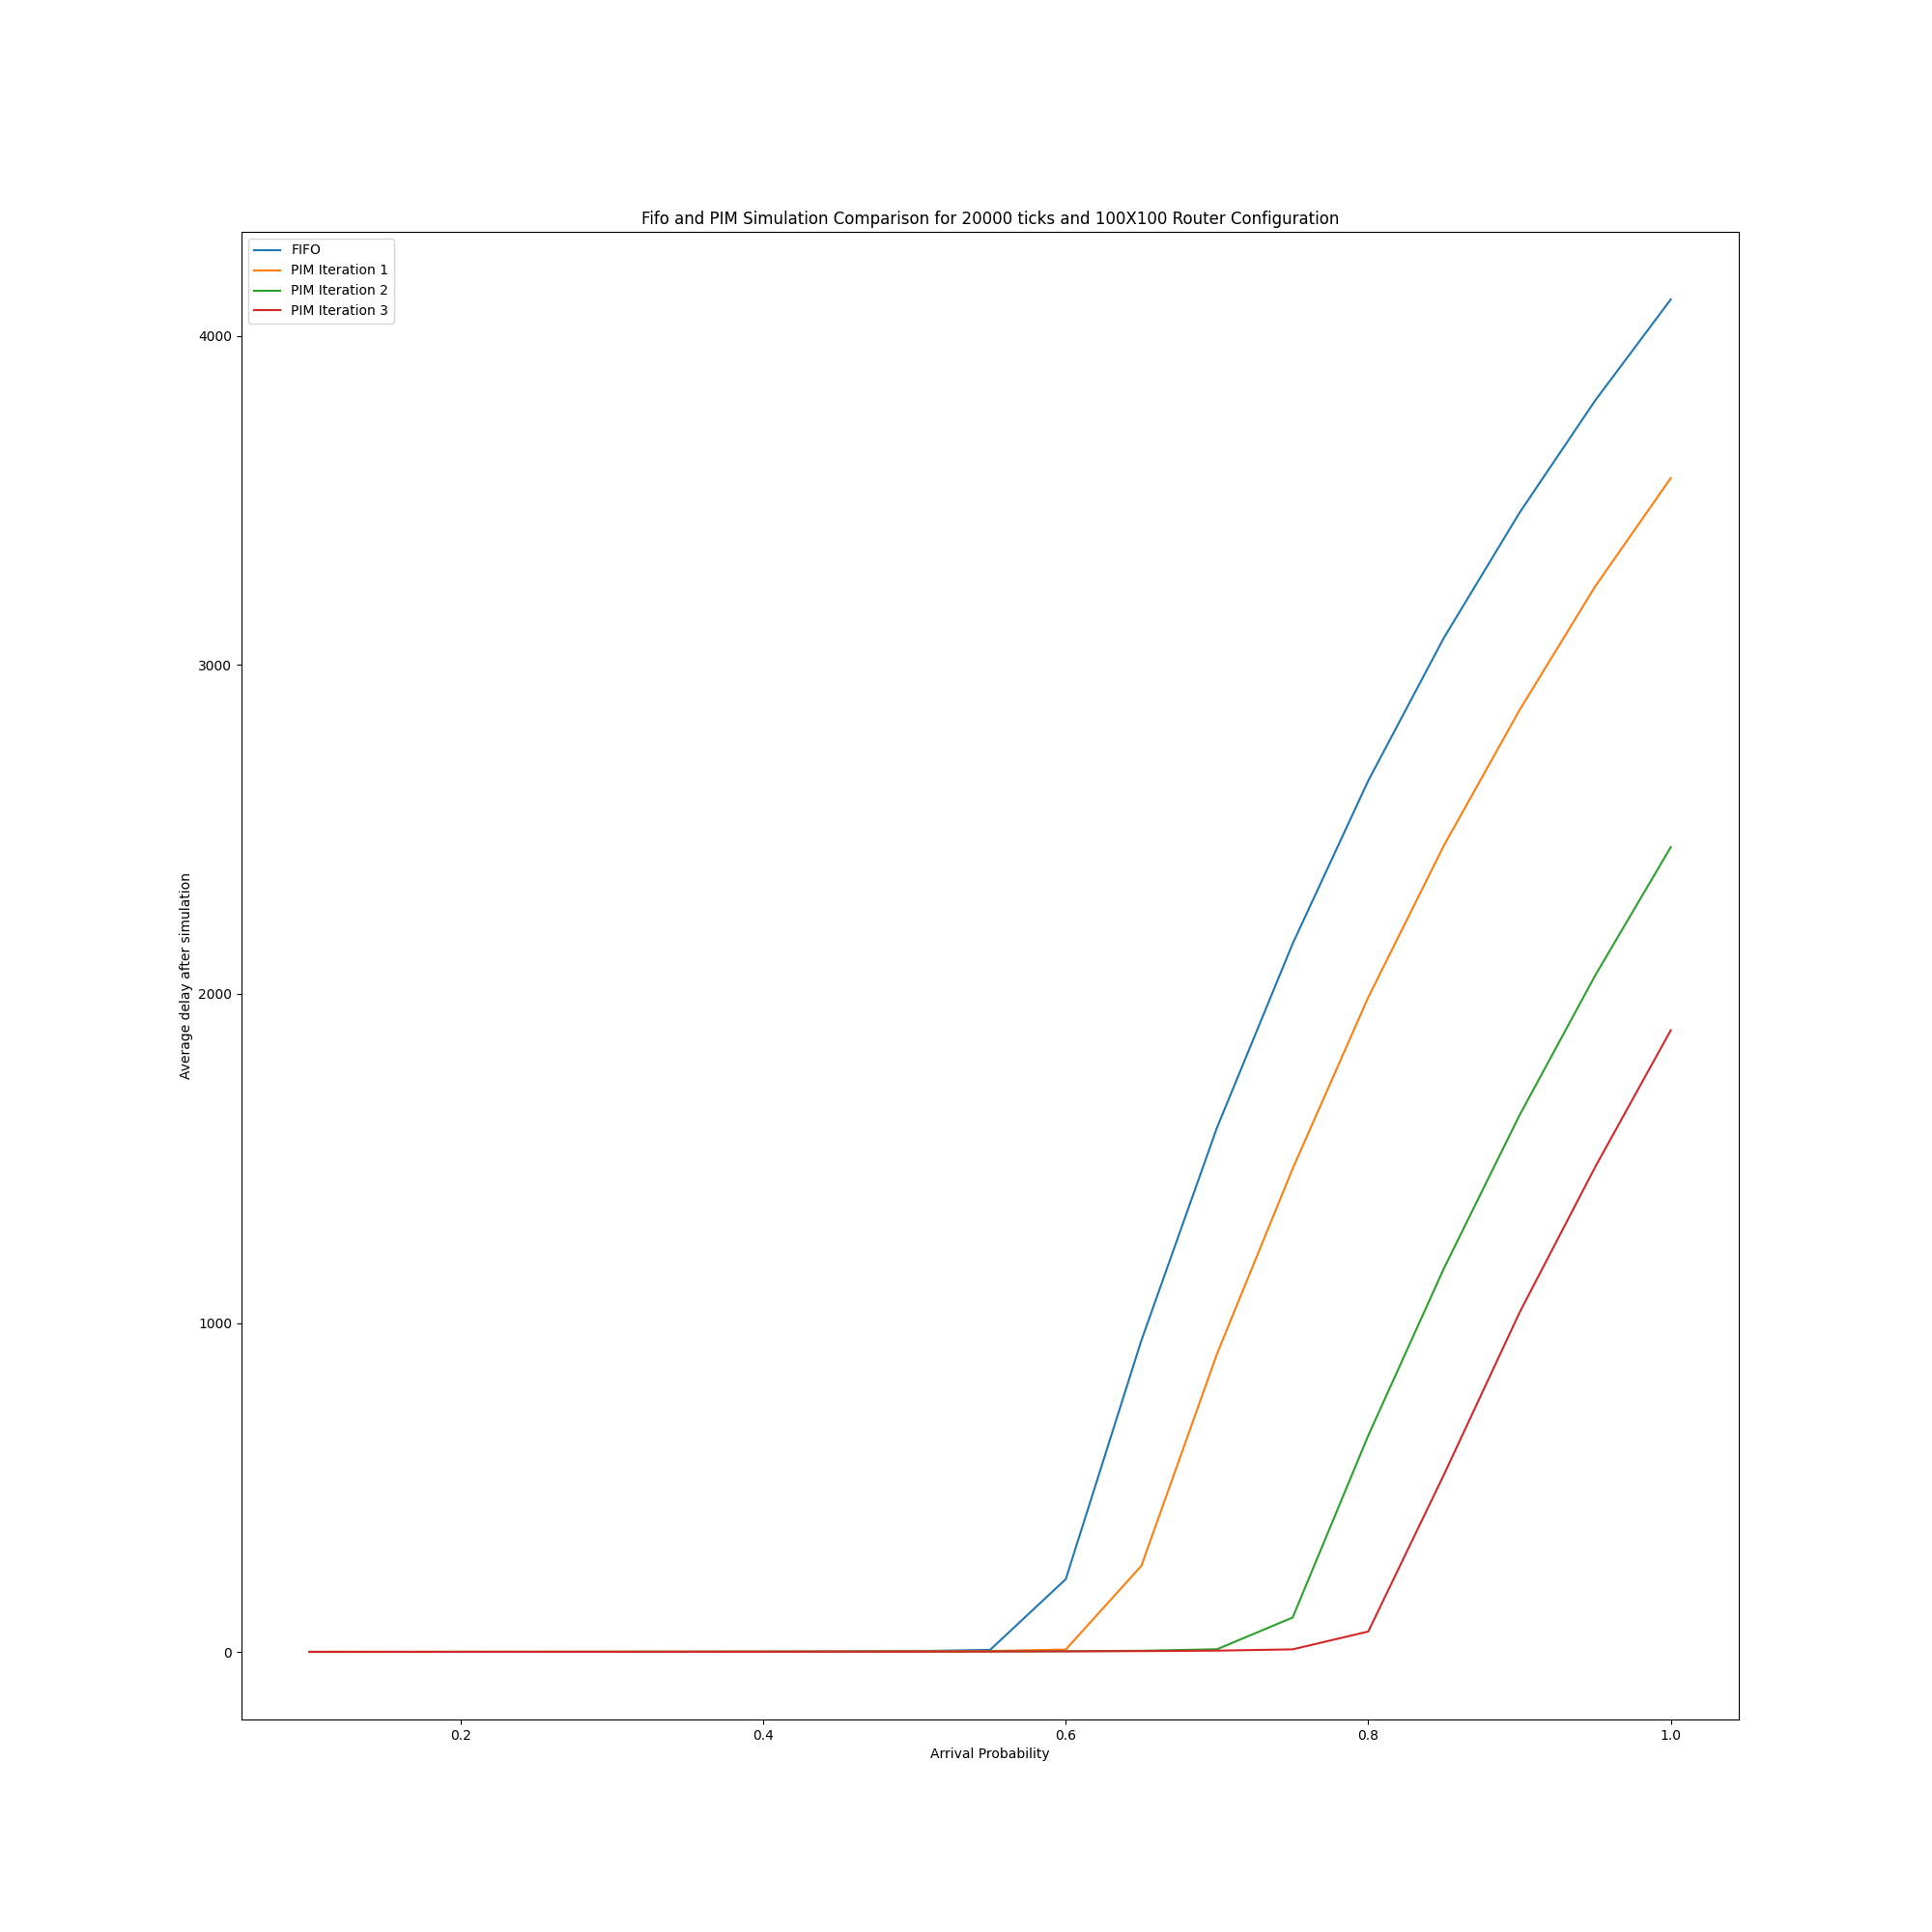 Fifo and PIM Simulation Comparison for 20000 ticks and 100X100 Router Configuration
FIFO
PIM Iteration 1
PIM Iteration 2
PIM Iteration 3
4000
3000
2000
1000
0
Average delay after simulation
0.2
0.4
0.6
0.8
1.0
Arrival Probability